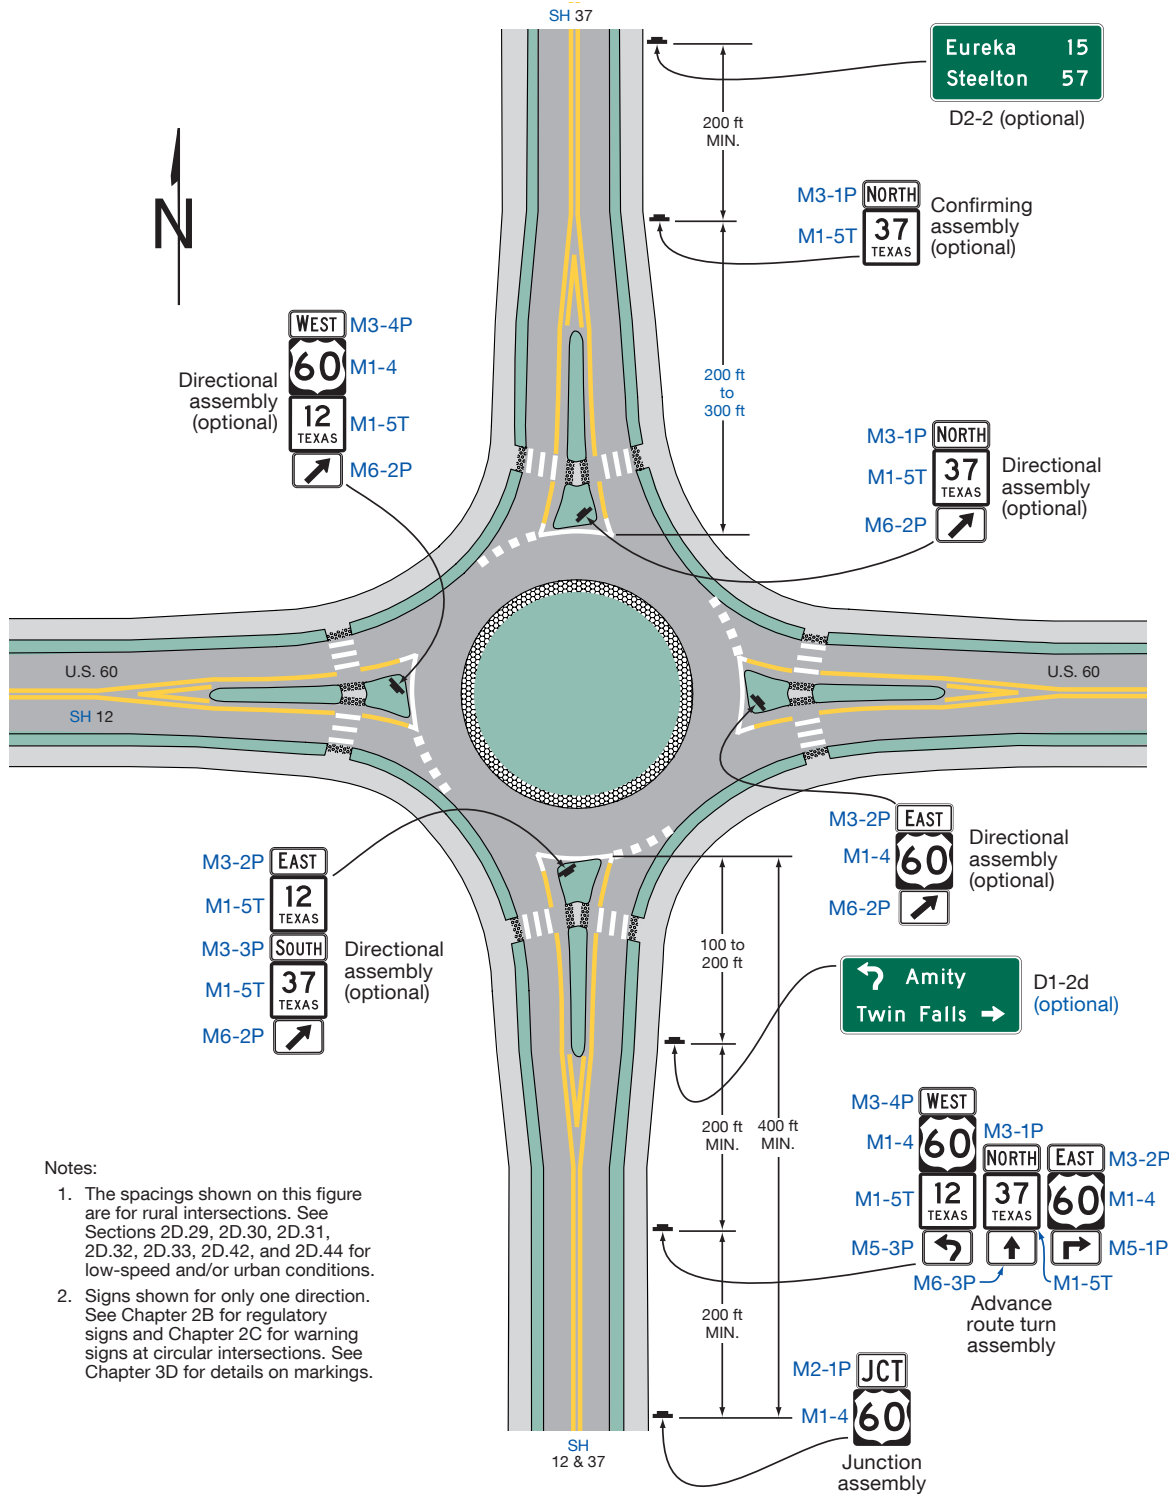 SH 37
Eureka 15
Steelton 57
D2-2 (optional)
200 ft
MIN.
N
M3-1P NORTH
M1-5T 37
TEXAS
Confirming
assembly
(optional)
WEST M3-4P
60 M1-4
12
TEXAS M1-5T
M6-2P
Directional
assembly
(optional)
200 ft
to
300 ft
M3-1P NORTH
M1-5T 37
TEXAS
M6-2P
Directional
assembly
(optional)
U.S. 60
SH 12
U.S. 60
M3-2P EAST
M1-4 60
M6-2P
Directional
assembly
(optional)
M3-2P EAST
M1-5T 12
TEXAS
M3-3P SOUTH
M1-5T 37
TEXAS
M6-2P
Directional
assembly
(optional)
100 to
200 ft
Amity
Twin Falls
D1-2d
(optional)
200 ft
MIN.
400 ft
MIN.
M3-4P WEST
M1-4 60
M1-5T 12
TEXAS
M5-3P
M3-1P
NORTH
37
TEXAS
M6-3P
M1-5T
EAST M3-2P
60 M1-4
M5-1P
Advance
route turn
assembly
200 ft
MIN.
M2-1P JCT
M1-4 60
Junction
assembly
SH
12 & 37
Notes:
1. The spacings shown on this figure
are for rural intersections. See
Sections 2D.29, 2D.30, 2D.31,
2D.32, 2D.33, 2D.42, and 2D.44 for
low-speed and/or urban conditions.
2. Signs shown for only one direction.
See Chapter 2B for regulatory
signs and Chapter 2C for warning
signs at circular intersections. See
Chapter 3D for details on markings.